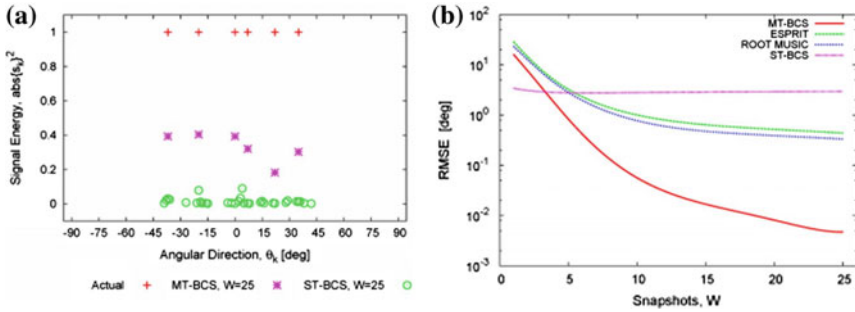 (a)
1
0.8
0.6
0.4
0.2
0
Signal Energy, abs{s_k}^2
-90 -75 -60 -45 -30 -15 0 15 30 45 60 75 90
Angular Direction, θ_k [deg]
Actual + MT-BCS, W=25 ST-BCS, W=25
(b)
10^2
10^1
10^0
10^-1
10^-2
10^-3
RMSE [deg]
MT-BCS
ESPRIT
ROOT MUSIC
ST-BCS
0 5 10 15 20 25
Snapshots, W